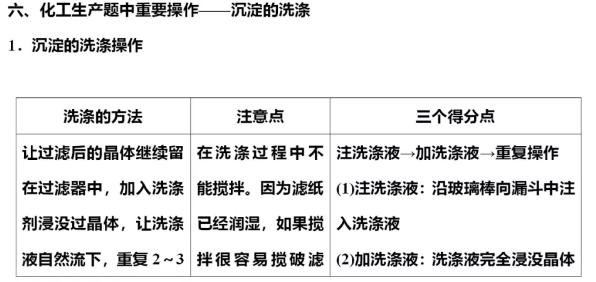 六、化工生产题中重要操作——沉淀的洗涤
1．沉淀的洗涤操作
洗涤的方法
注意点
三个得分点
让过滤后的晶体继续留
在过滤器中，加入洗涤
剂浸没过晶体，让洗涤
液自然流下，重复2～3
在洗涤过程中不
能搅拌。因为滤纸
已经润湿，如果搅
拌很容易搅破滤
注洗涤液→加洗涤液→重复操作
(1)注洗涤液：沿玻璃棒向漏斗中注
入洗涤液
(2)加洗涤液：洗涤液完全浸没晶体